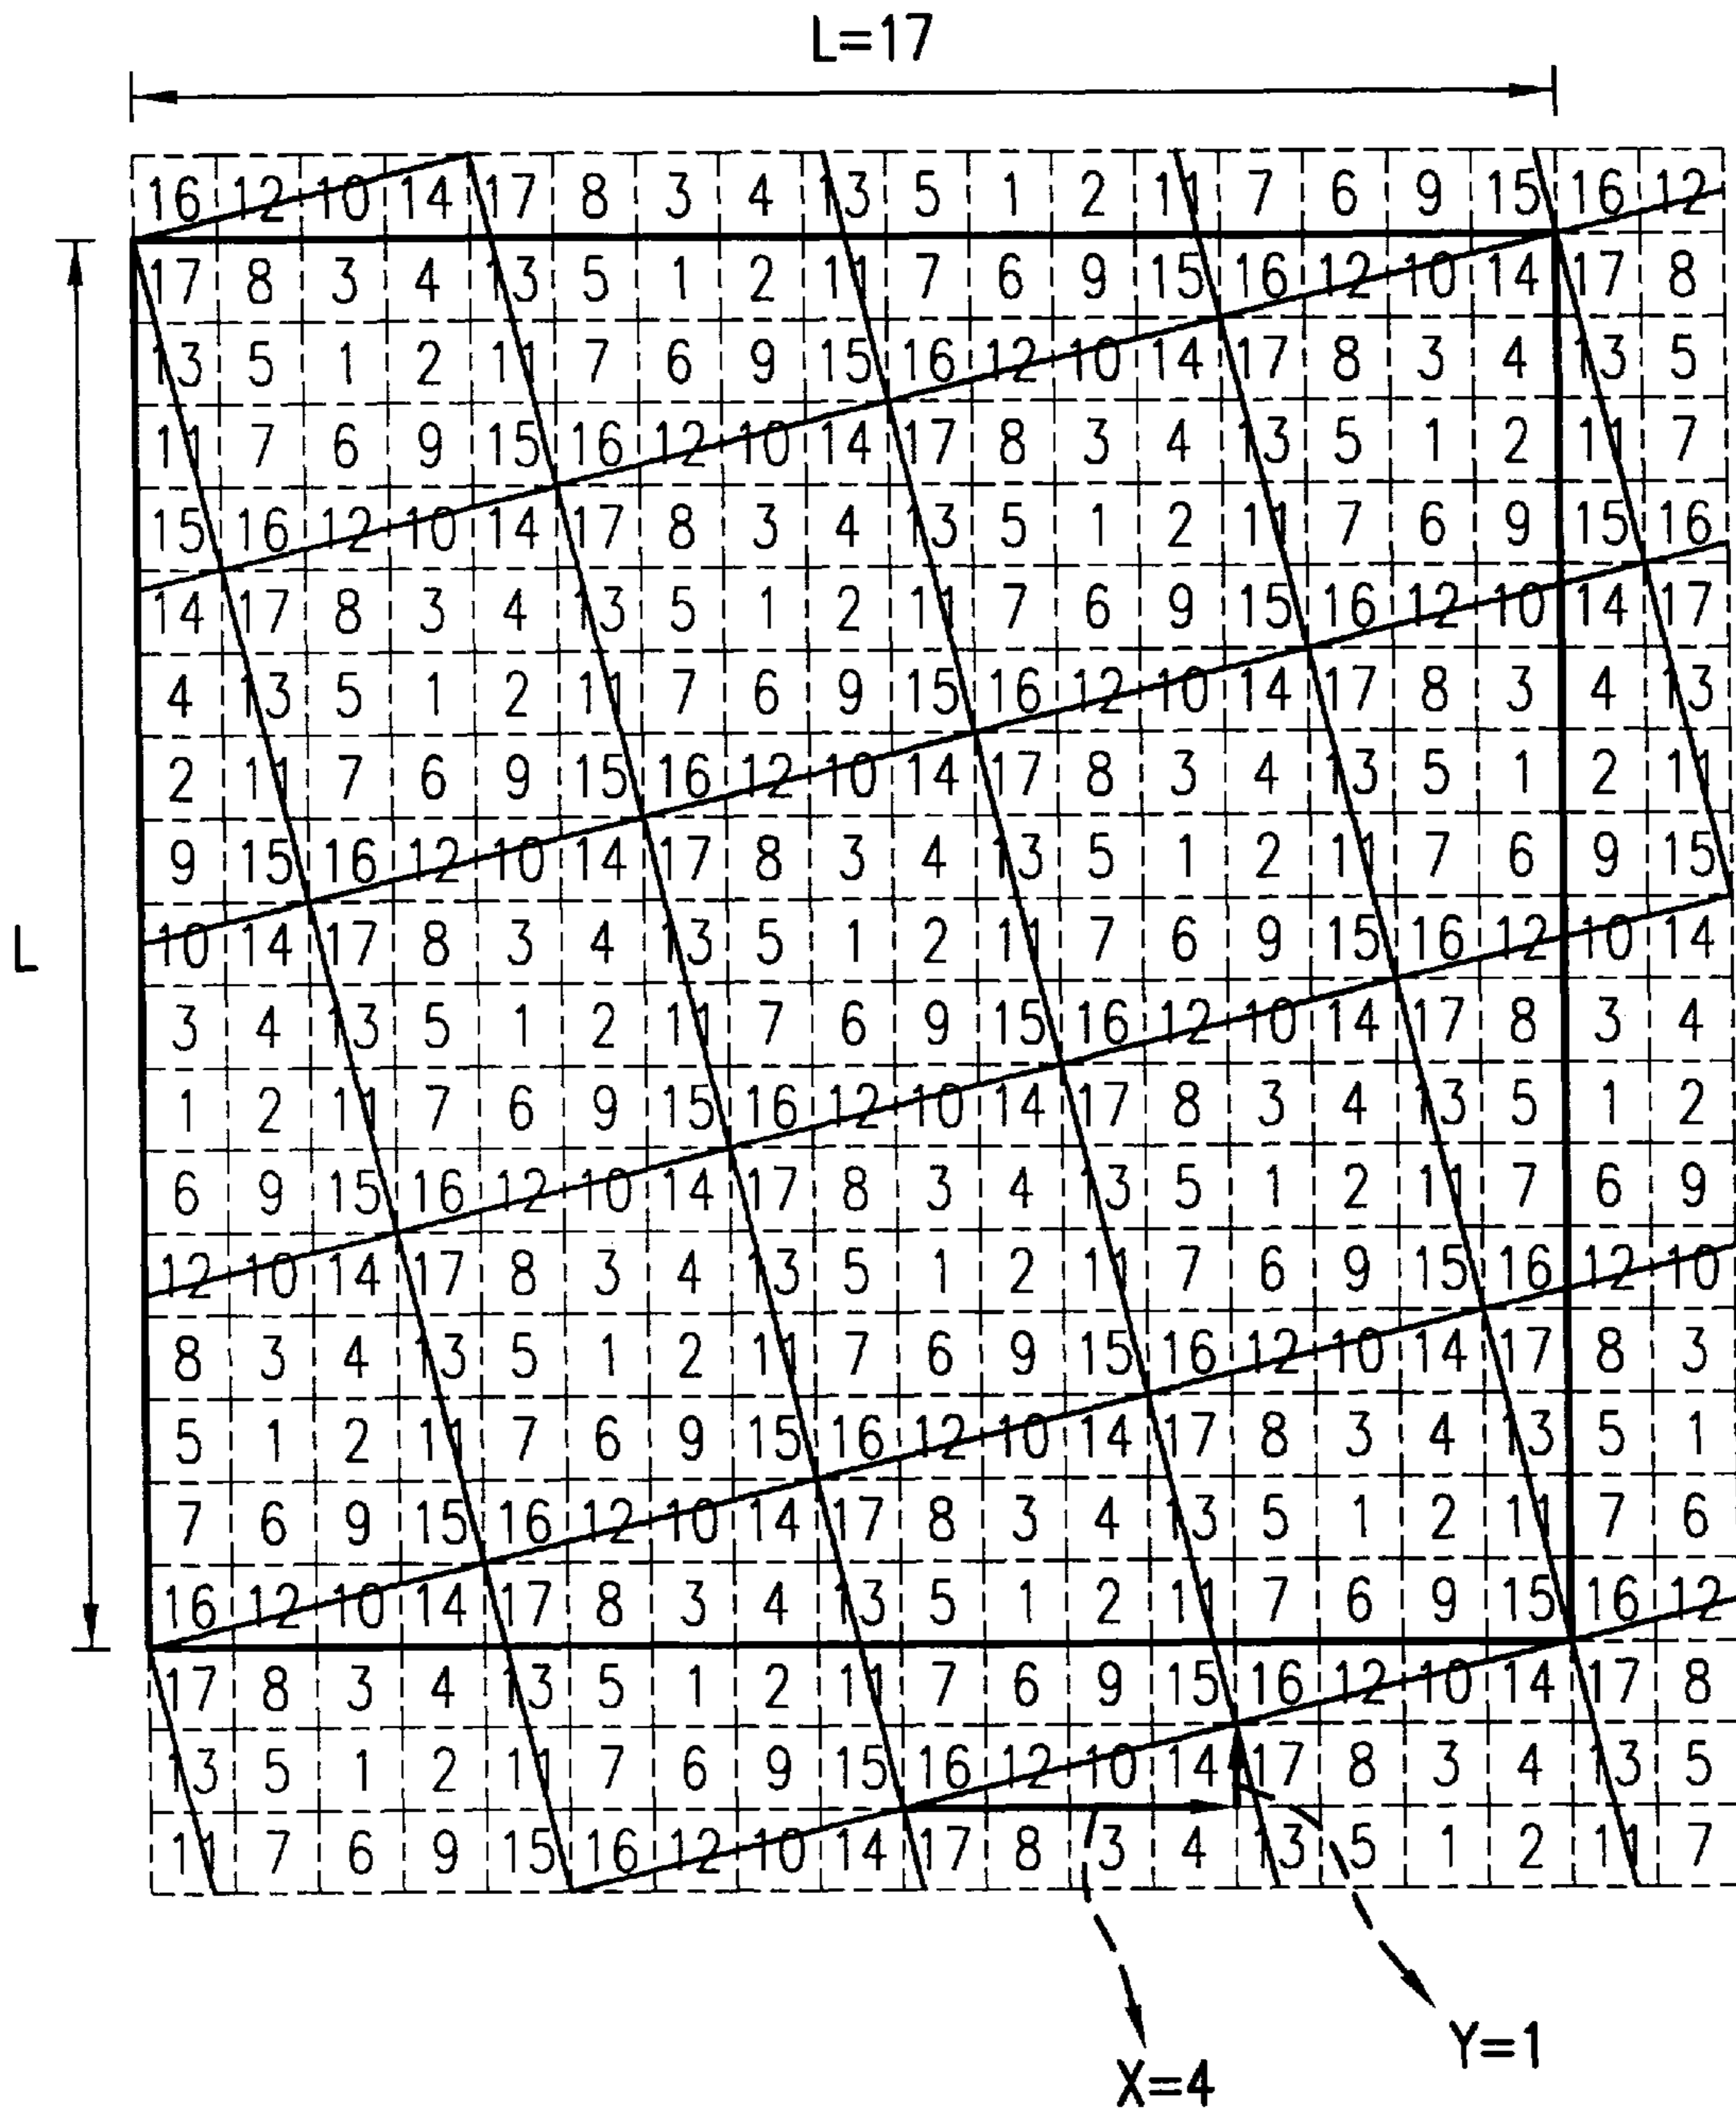 L=17
16 12 10 14 17 8 3 4 13 5 1 2 11 7 6 9 15 16 12
17 8 3 4 13 5 1 2 11 7 6 9 15 16 12 10 14 17 8
13 5 1 2 11 7 6 9 15 16 12 10 14 17 8 3 4 13 5
11 7 6 9 15 16 12 10 14 17 8 3 4 13 5 1 2 11 7
15 16 12 10 14 17 8 3 4 13 5 1 2 11 7 6 9 15 16
14 17 8 3 4 13 5 1 2 11 7 6 9 15 16 12 10 14 17
4 13 5 1 2 11 7 6 9 15 16 12 10 14 17 8 3 4 13
2 11 7 6 9 15 16 12 10 14 17 8 3 4 13 5 1 2 11
9 15 16 12 10 14 17 8 3 4 13 5 1 2 11 7 6 9 15
L
10 14 17 8 3 4 13 5 1 2 11 7 6 9 15 16 12 10 14
3 4 13 5 1 2 11 7 6 9 15 16 12 10 14 17 8 3 4
1 2 11 7 6 9 15 16 12 10 14 17 8 3 4 13 5 1 2
6 9 15 16 12 10 14 17 8 3 4 13 5 1 2 11 7 6 9
12 10 14 17 8 3 4 13 5 1 2 11 7 6 9 15 16 12 10
8 3 4 13 5 1 2 11 7 6 9 15 16 12 10 14 17 8 3
5 1 2 11 7 6 9 15 16 12 10 14 17 8 3 4 13 5 1
7 6 9 15 16 12 10 14 17 8 3 4 13 5 1 2 11 7 6
16 12 10 14 17 8 3 4 13 5 1 2 11 7 6 9 15 16 12
17 8 3 4 13 5 1 2 11 7 6 9 15 16 12 10 14 17 8
13 5 1 2 11 7 6 9 15 16 12 10 14 17 8 3 4 13 5
11 7 6 9 15 16 12 10 14 17 8 3 4 13 5 1 2 11 7
Y=1
X=4